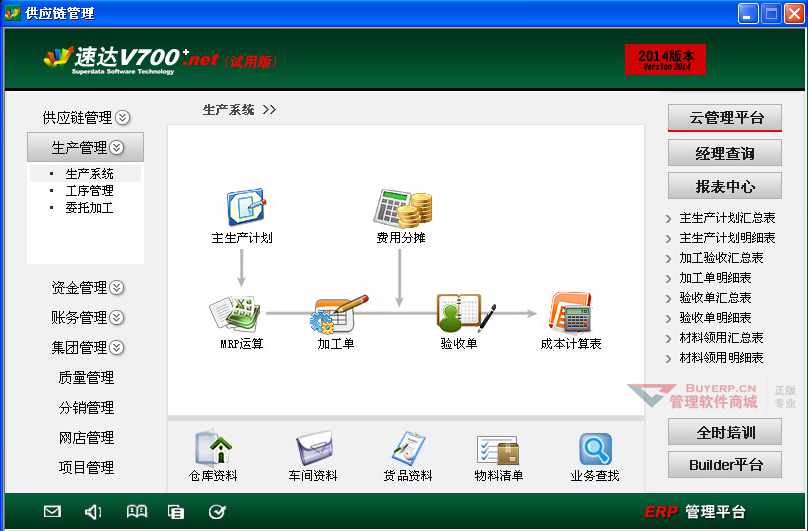 供应链管理
速达V700+.net (试用版)
Superdata Software Technology
2014版本
Version 2014
供应链管理
生产管理
生产系统
工序管理
委托加工
资金管理
账务管理
集团管理
质量管理
分销管理
网店管理
项目管理
生产系统 >>
主生产计划
费用分摊
MRP运算
加工单
验收单
成本计算表
仓库资料
车间资料
货品资料
物料清单
业务查找
云管理平台
经理查询
报表中心
主生产计划汇总表
主生产计划明细表
加工验收汇总表
加工单明细表
验收单汇总表
验收单明细表
材料领用汇总表
材料领用明细表
BUYERP.CN
管理软件商城
正版
专业
全时培训
Builder平台
ERP 管理平台